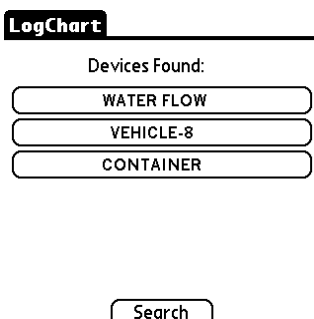 LogChart
Devices Found:
WATER FLOW
VEHICLE-8
CONTAINER
Search